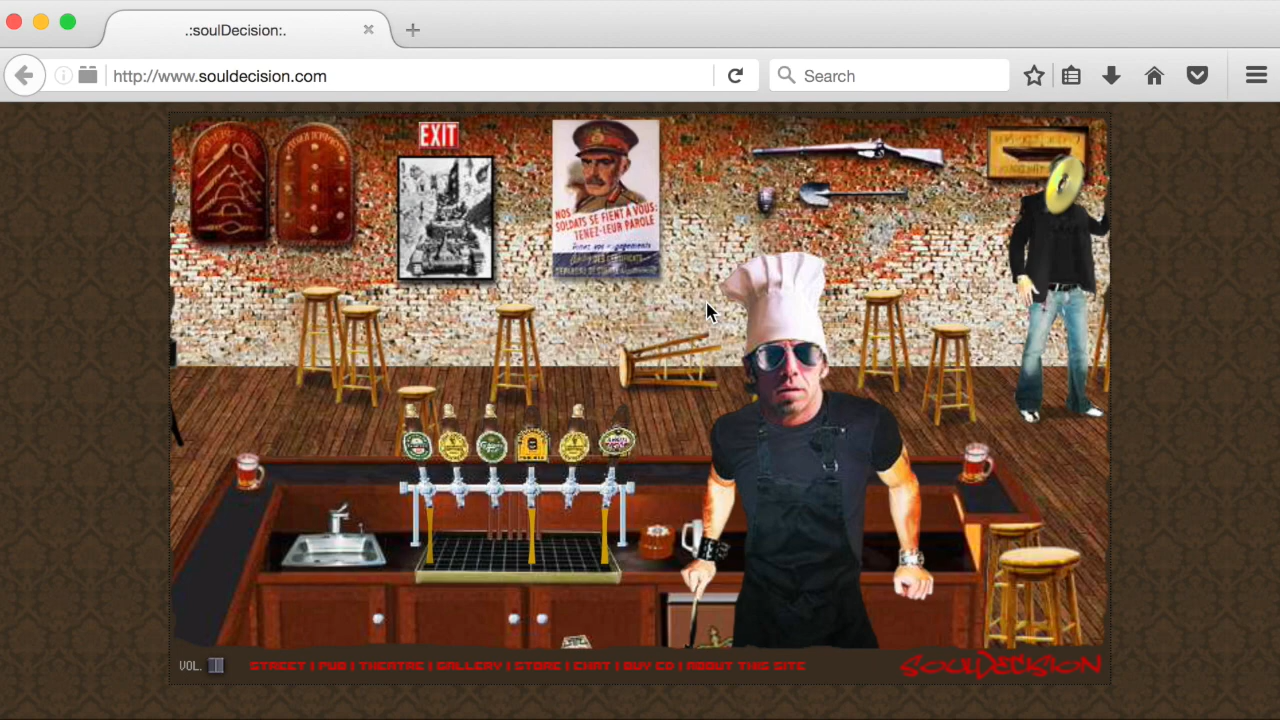 .:soulDecision:.
http://www.souldecision.com
Search
EXIT
NOS
SOLDATS SE FIENT A VOUS:
TENEZ-LEUR PAROLE
VOL.
STREET | PUB | THEATRE | GALLERY | STORE | CHAT | BUY CD | ABOUT THIS SITE
SOULDECISION